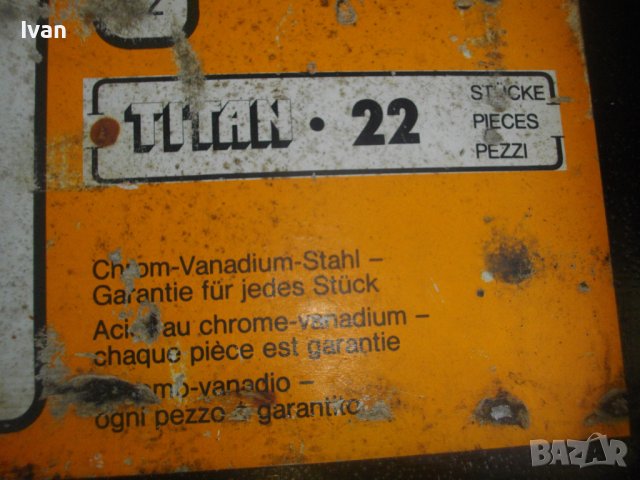 Ivan
2
TITAN • 22
STÜCKE
PIECES
PEZZI
Chrom-Vanadium-Stahl –
Garantie für jedes Stück
au chrome-vanadium –
chaque pièce est garantie
-vanadio –
ogni pezzo garantito
BAZAR